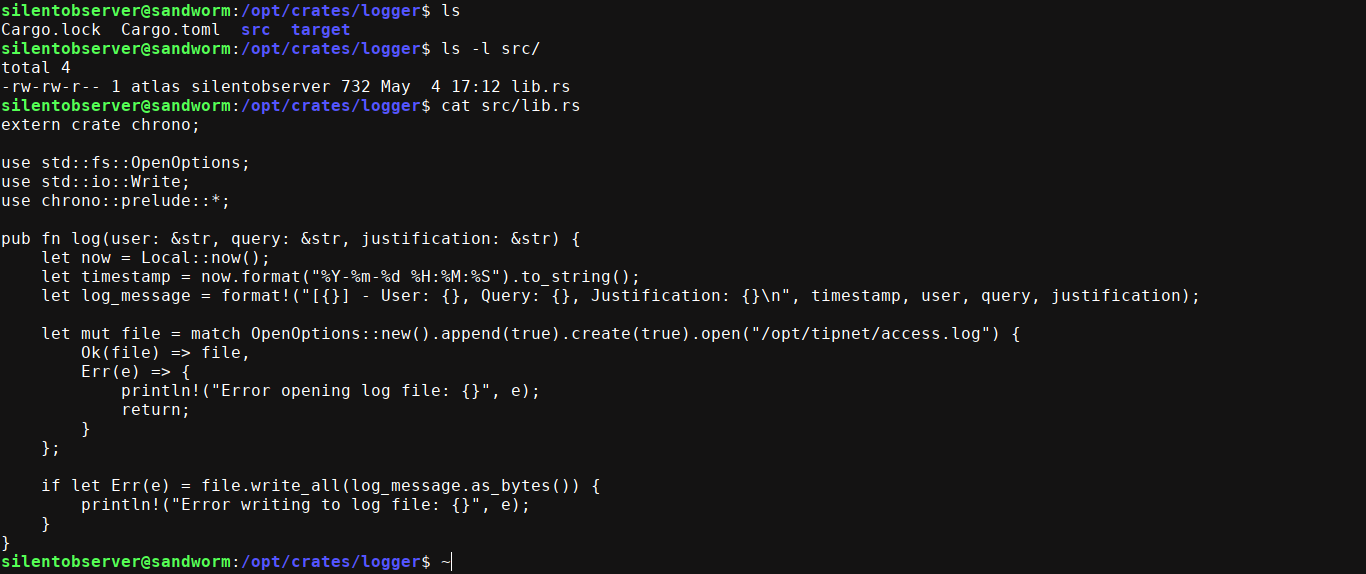 silentobserver@sandworm:/opt/crates/logger$ ls
Cargo.lock  Cargo.toml  src  target
silentobserver@sandworm:/opt/crates/logger$ ls -l src/
total 4
-rw-rw-r-- 1 atlas silentobserver 732 May  4 17:12 lib.rs
silentobserver@sandworm:/opt/crates/logger$ cat src/lib.rs
extern crate chrono;

use std::fs::OpenOptions;
use std::io::Write;
use chrono::prelude::*;

pub fn log(user: &str, query: &str, justification: &str) {
    let now = Local::now();
    let timestamp = now.format("%Y-%m-%d %H:%M:%S").to_string();
    let log_message = format!("[{}] - User: {}, Query: {}, Justification: {}\n", timestamp, user, query, justification);

    let mut file = match OpenOptions::new().append(true).create(true).open("/opt/tipnet/access.log") {
        Ok(file) => file,
        Err(e) => {
            println!("Error opening log file: {}", e);
            return;
        }
    };

    if let Err(e) = file.write_all(log_message.as_bytes()) {
        println!("Error writing to log file: {}", e);
    }
}
silentobserver@sandworm:/opt/crates/logger$ ~